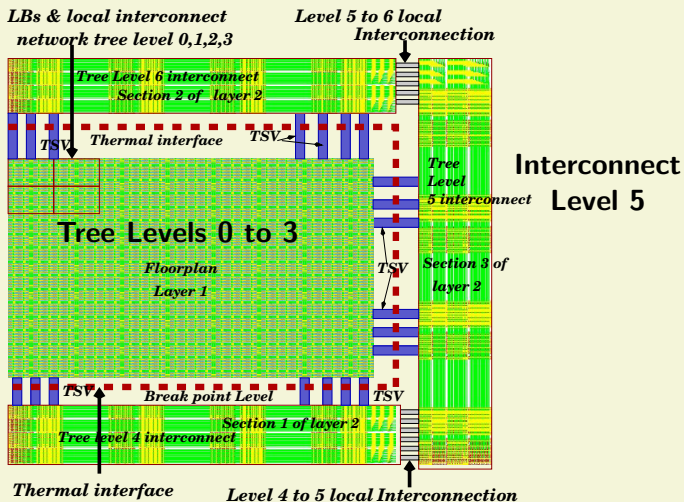 LBs & local interconnect
network tree level 0,1,2,3
Level 5 to 6 local
Interconnection
Tree Level 6 interconnect
Section 2 of layer 2
Thermal interface
TSV
TSV
Tree
Level
5 interconnect
Interconnect
Level 5
Tree Levels 0 to 3
Floorplan
Layer 1
TSV
Section 3 of
layer 2
TSV
Break point Level
TSV
Section 1 of layer 2
Tree level 4 interconnect
Thermal interface
Level 4 to 5 local Interconnection